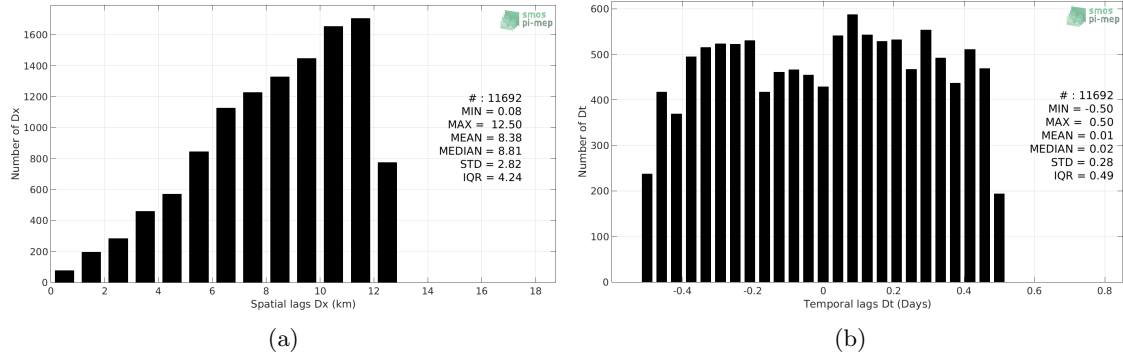 smos
pi-mep
1600
1400
1200
1000
800
600
400
200
0
Number of Dx
# : 11692
MIN = 0.08
MAX = 12.50
MEAN = 8.38
MEDIAN = 8.81
STD = 2.82
IQR = 4.24
0 2 4 6 8 10 12 14 16 18
Spatial lags Dx (km)
(a)
smos
pi-mep
600
500
400
300
200
100
0
Number of Dt
# : 11692
MIN = -0.50
MAX = 0.50
MEAN = 0.01
MEDIAN = 0.02
STD = 0.28
IQR = 0.49
-0.4 -0.2 0 0.2 0.4 0.6 0.8
Temporal lags Dt (Days)
(b)